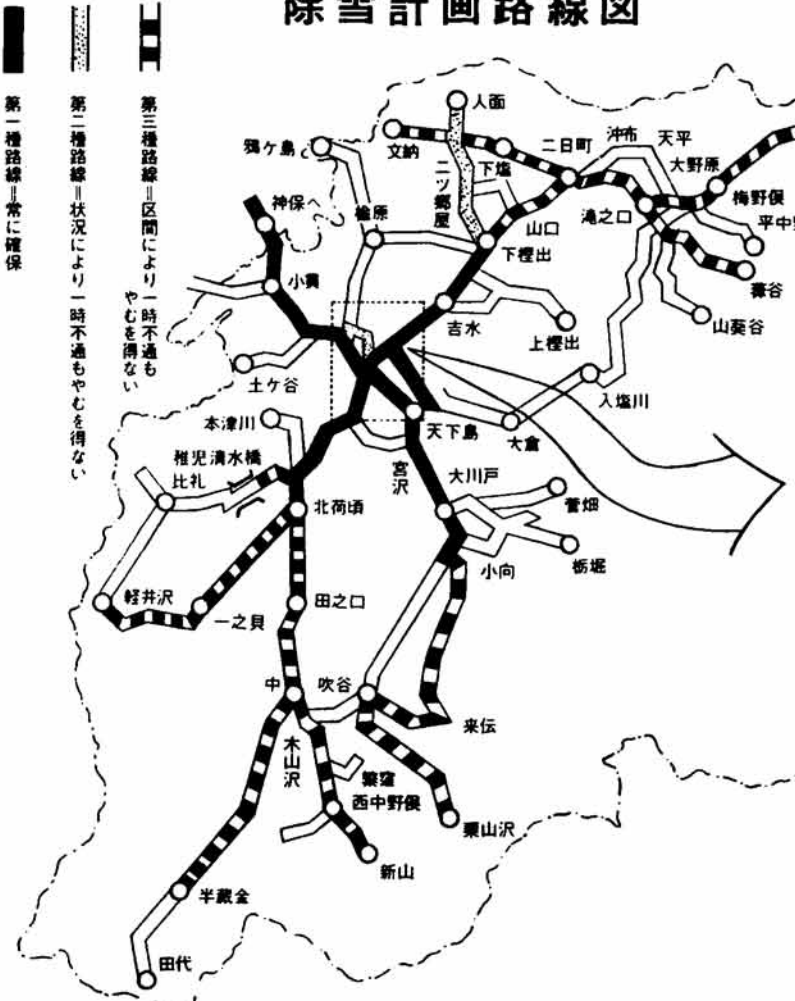 除雪計画路線図
第一種路線＝常に確保
第二種路線＝状況により一時不通もやむを得ない
第三種路線＝区間により一時不通も
やむを得ない
人面
文納
二日町
沖布
天平
大野原
鴉ケ島
下塩
二ツ郷屋
梅野俣
山口
滝之口
平中野
神保へ
楡原
下樫出
葎谷
小貫
吉水
上樫出
山葵谷
土ケ谷
入塩川
本津川
天下島
大倉
稚児清水橋
宮沢
大川戸
比礼
菅畑
北荷頃
小向
栃堀
軽井沢
一之貝
田之口
中
吹谷
来伝
木山沢
繁窪
西中野俣
栗山沢
新山
半蔵金
田代